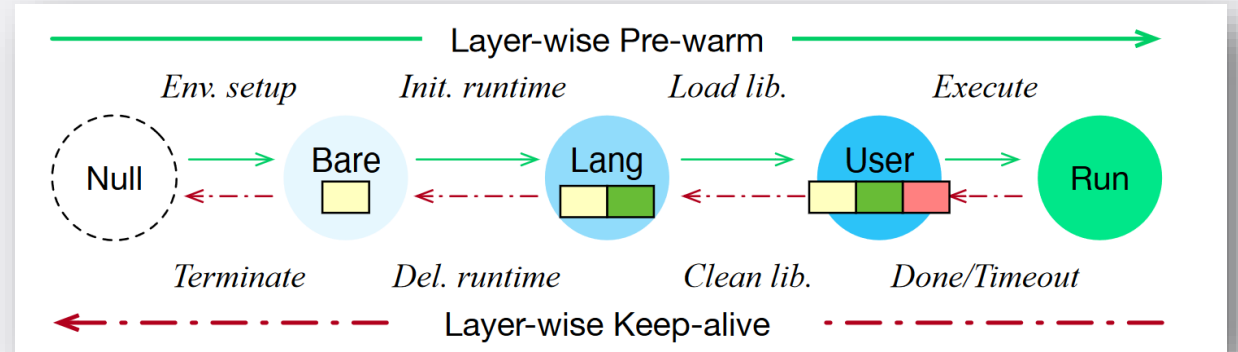 Layer-wise Pre-warm
Env. setup Init. runtime Load lib. Execute
Null Bare Lang User Run
Terminate Del. runtime Clean lib. Done/Timeout
Layer-wise Keep-alive